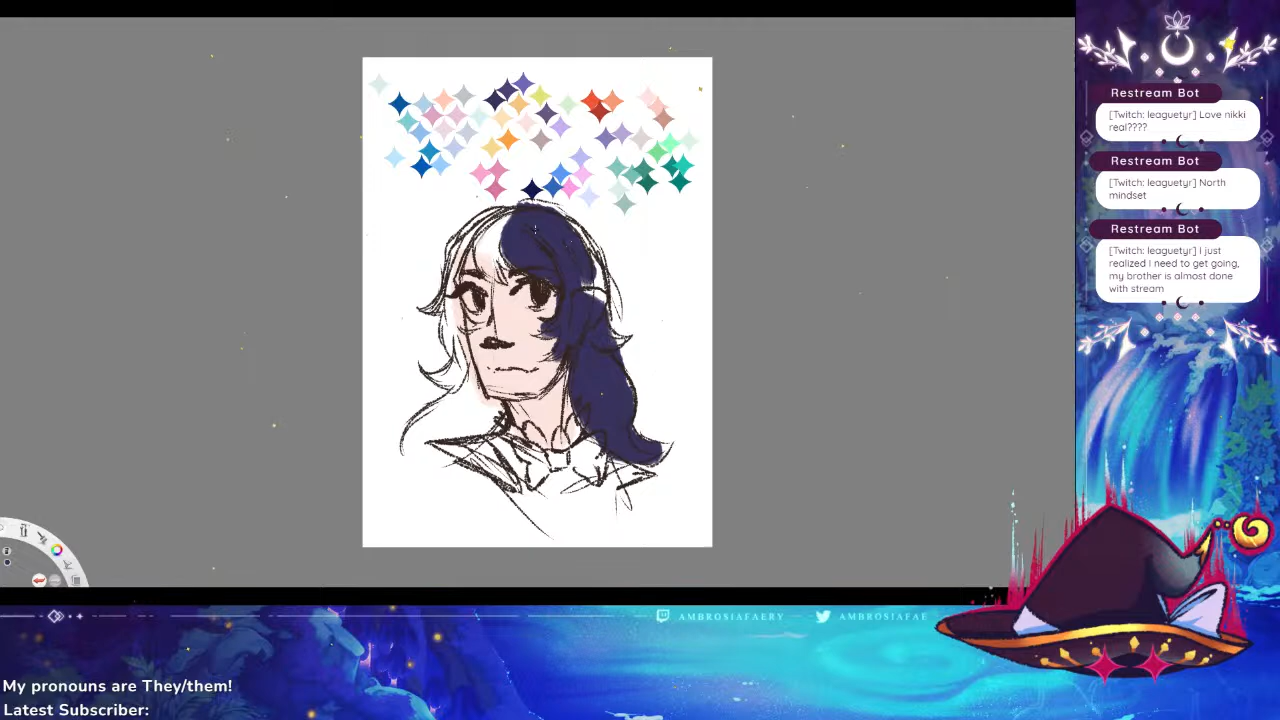 Restream Bot
[Twitch: leaguetyr] Love nikki
real????
Restream Bot
[Twitch: leaguetyr] North
mindset
Restream Bot
[Twitch: leaguetyr] I just
realized I need to get going,
my brother is almost done
with stream
AMBROSIAFAERY
AMBROSIAFAE
My pronouns are They/them!
Latest Subscriber: